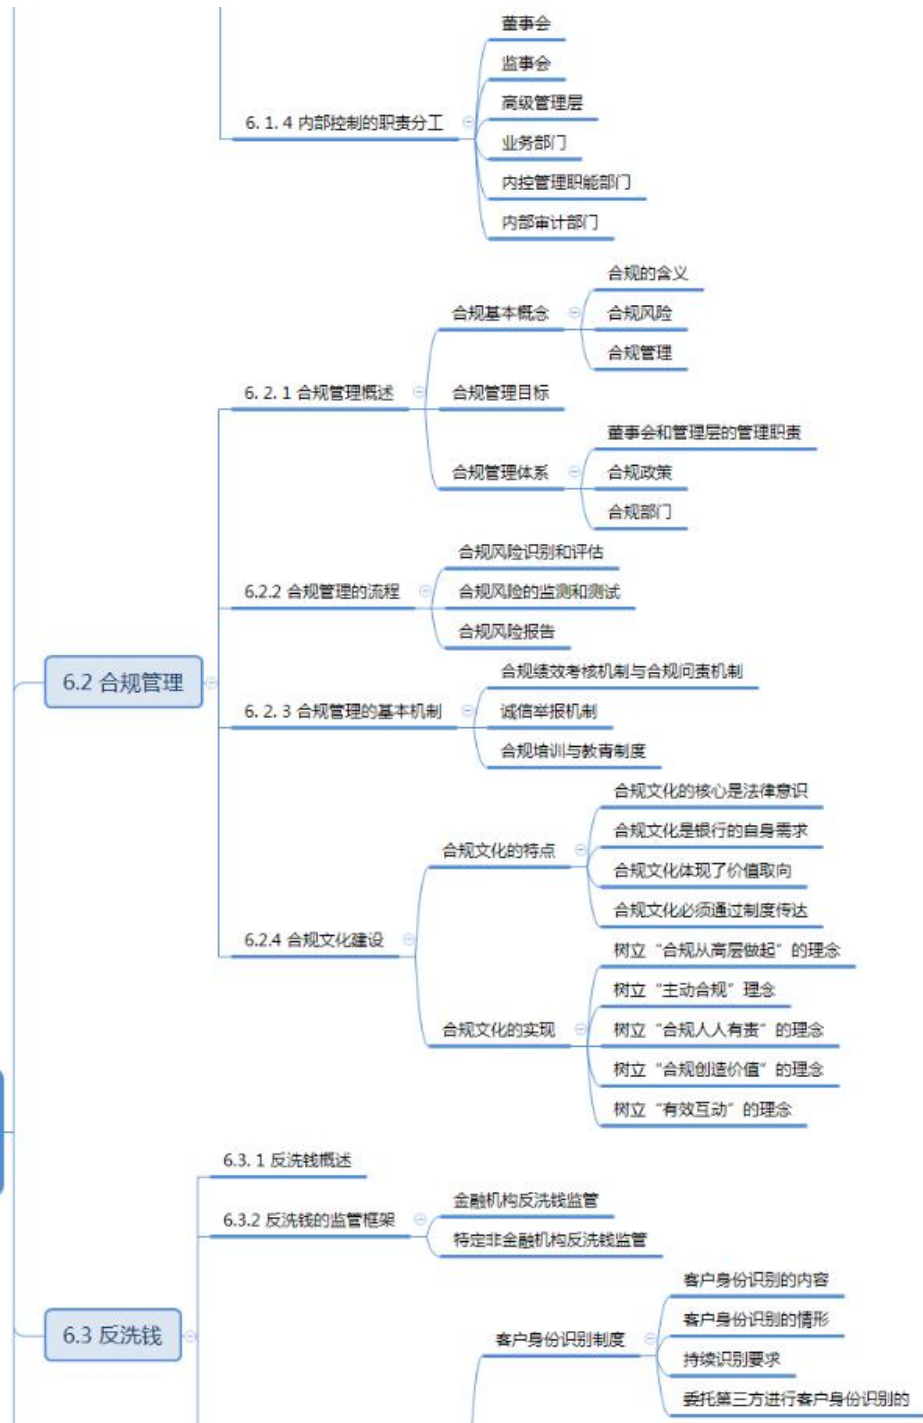 董事会
监事会
高级管理层
6. 1. 4 内部控制的职责分工
业务部门
内控管理职能部门
内部审计部门
合规的含义
合规基本概念
合规风险
合规管理
6. 2. 1 合规管理概述
合规管理目标
董事会和管理层的管理职责
合规管理体系
合规政策
合规部门
合规风险识别和评估
6.2.2 合规管理的流程
合规风险的监测和测试
合规风险报告
6.2 合规管理
合规绩效考核机制与合规问责机制
6. 2. 3 合规管理的基本机制
诚信举报机制
合规培训与教育制度
合规文化的核心是法律意识
合规文化是银行的自身需求
合规文化的特点
合规文化体现了价值取向
合规文化必须通过制度传达
6.2.4 合规文化建设
树立“合规从高层做起”的理念
树立“主动合规”理念
合规文化的实现
树立“合规人人有责”的理念
树立“合规创造价值”的理念
树立“有效互动”的理念
6.3. 1 反洗钱概述
金融机构反洗钱监管
6.3.2 反洗钱的监管框架
特定非金融机构反洗钱监管
6.3 反洗钱
客户身份识别的内容
客户身份识别的情形
客户身份识别制度
持续识别要求
委托第三方进行客户身份识别的